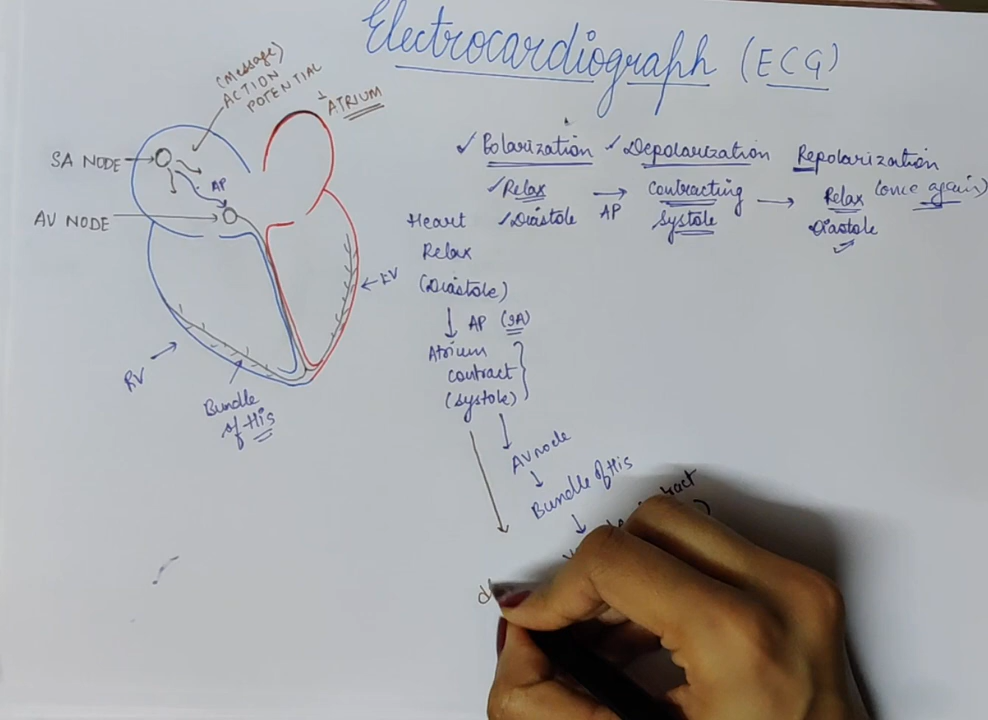 Electrocardiograph (ECG)
(Message)
ACTION
POTENTIAL
ATRIUM
SA NODE
AP
AV NODE
RV
Bundle
of His
Polarization
Relax
Diastole
AP
Depolarization
Contracting
Systole
Repolarization
Relax (once again)
Diastole
Heart
Relax
(Diastole)
AP (SA)
Atrium
contract
(systole)
AV node
Bundle of His